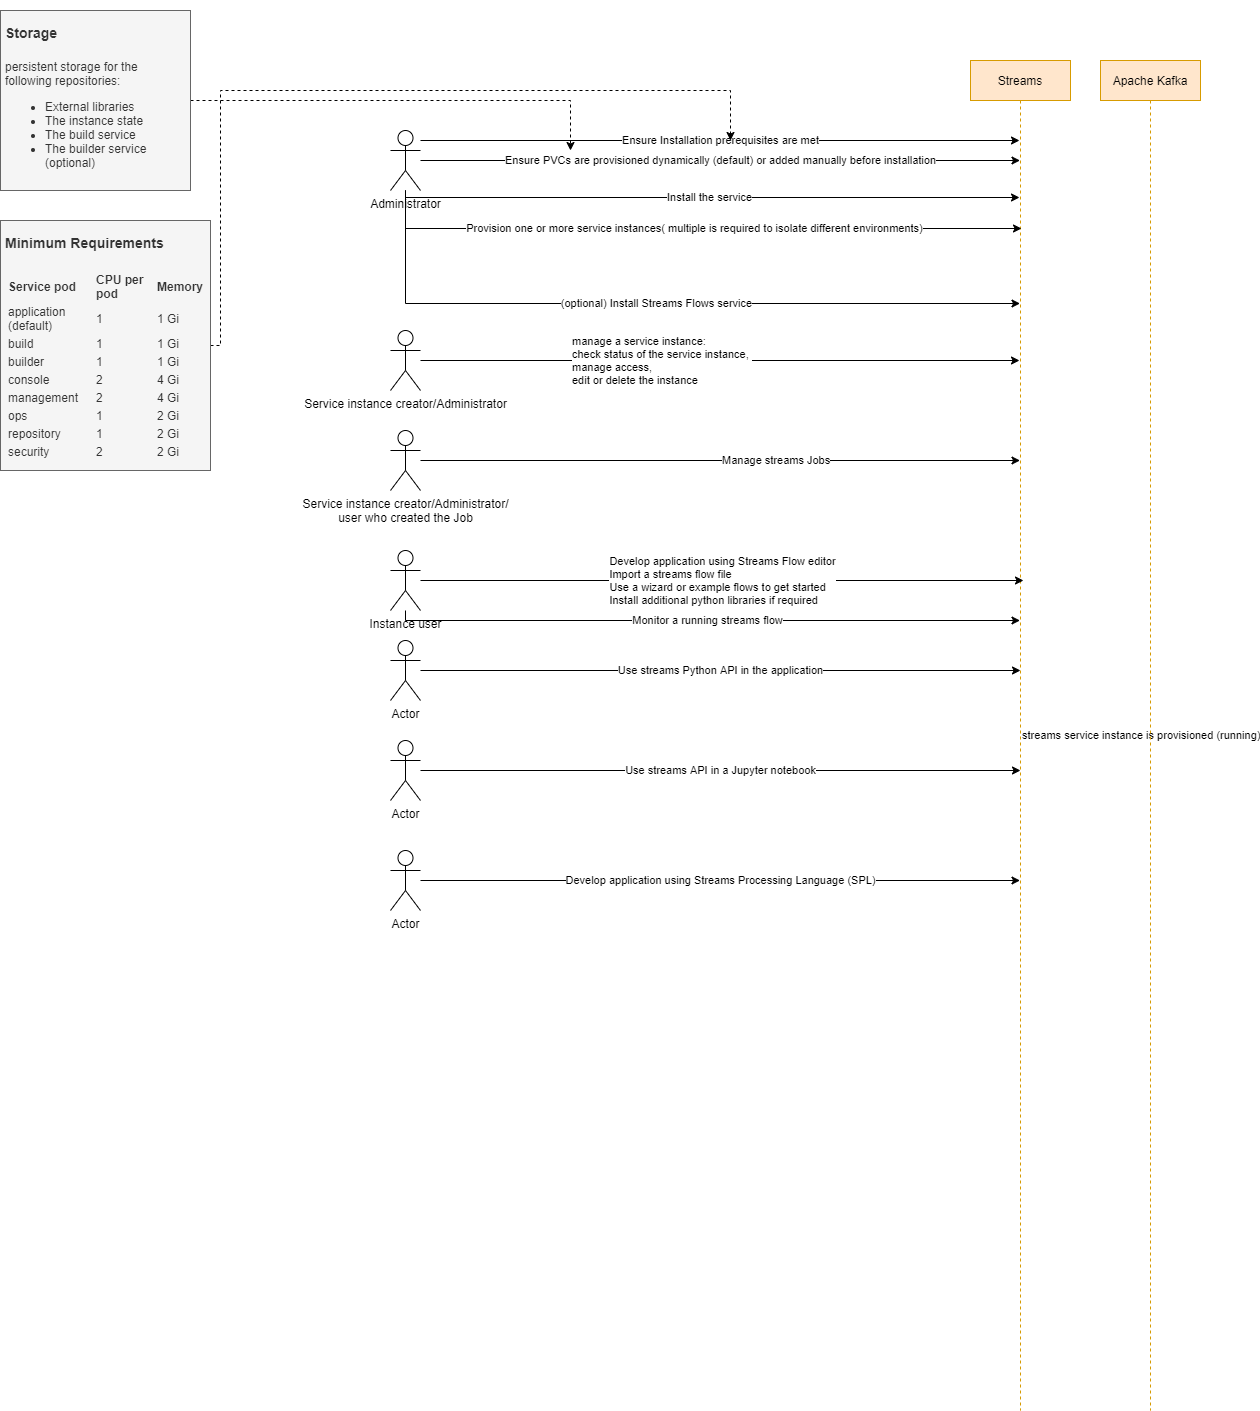 Storage
persistent storage for the
following repositories:
External libraries
The instance state
The build service
The builder service
(optional)
Streams
Apache Kafka
Ensure Installation prerequisites are met
Ensure PVCs are provisioned dynamically (default) or added manually before installation
Administrator
Install the service
Provision one or more service instances( multiple is required to isolate different environments)
(optional) Install Streams Flows service
Minimum Requirements
Service pod CPU per pod Memory
application (default) 1 1 Gi
build 1 1 Gi
builder 1 1 Gi
console 2 4 Gi
management 2 4 Gi
ops 1 2 Gi
repository 1 2 Gi
security 2 2 Gi
manage a service instance:
check status of the service instance,
manage access,
edit or delete the instance
Service instance creator/Administrator
Manage streams Jobs
Service instance creator/Administrator/
user who created the Job
Develop application using Streams Flow editor
Import a streams flow file
Use a wizard or example flows to get started
Install additional python libraries if required
Instance user
Monitor a running streams flow
Use streams Python API in the application
Actor
streams service instance is provisioned (running)
Use streams API in a Jupyter notebook
Actor
Develop application using Streams Processing Language (SPL)
Actor